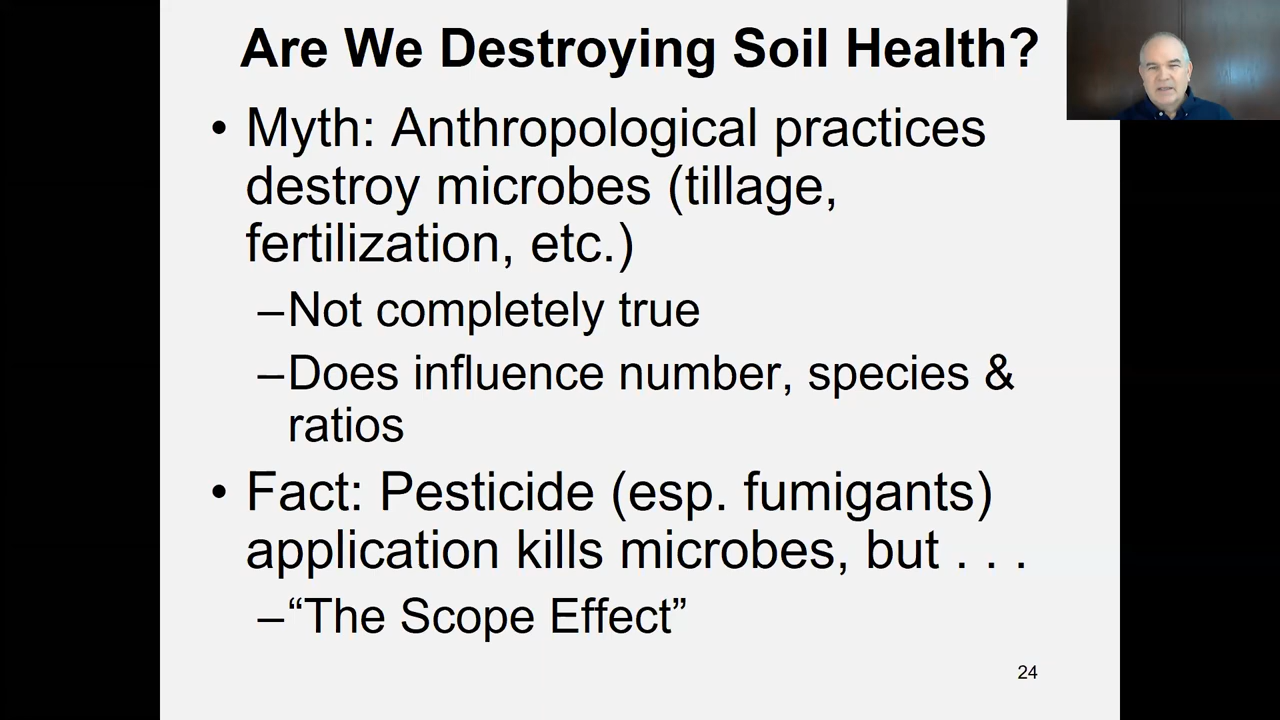 Are We Destroying Soil Health?
• Myth: Anthropological practices
destroy microbes (tillage,
fertilization, etc.)
–Not completely true
–Does influence number, species &
ratios
• Fact: Pesticide (esp. fumigants)
application kills microbes, but . . .
–“The Scope Effect”
24